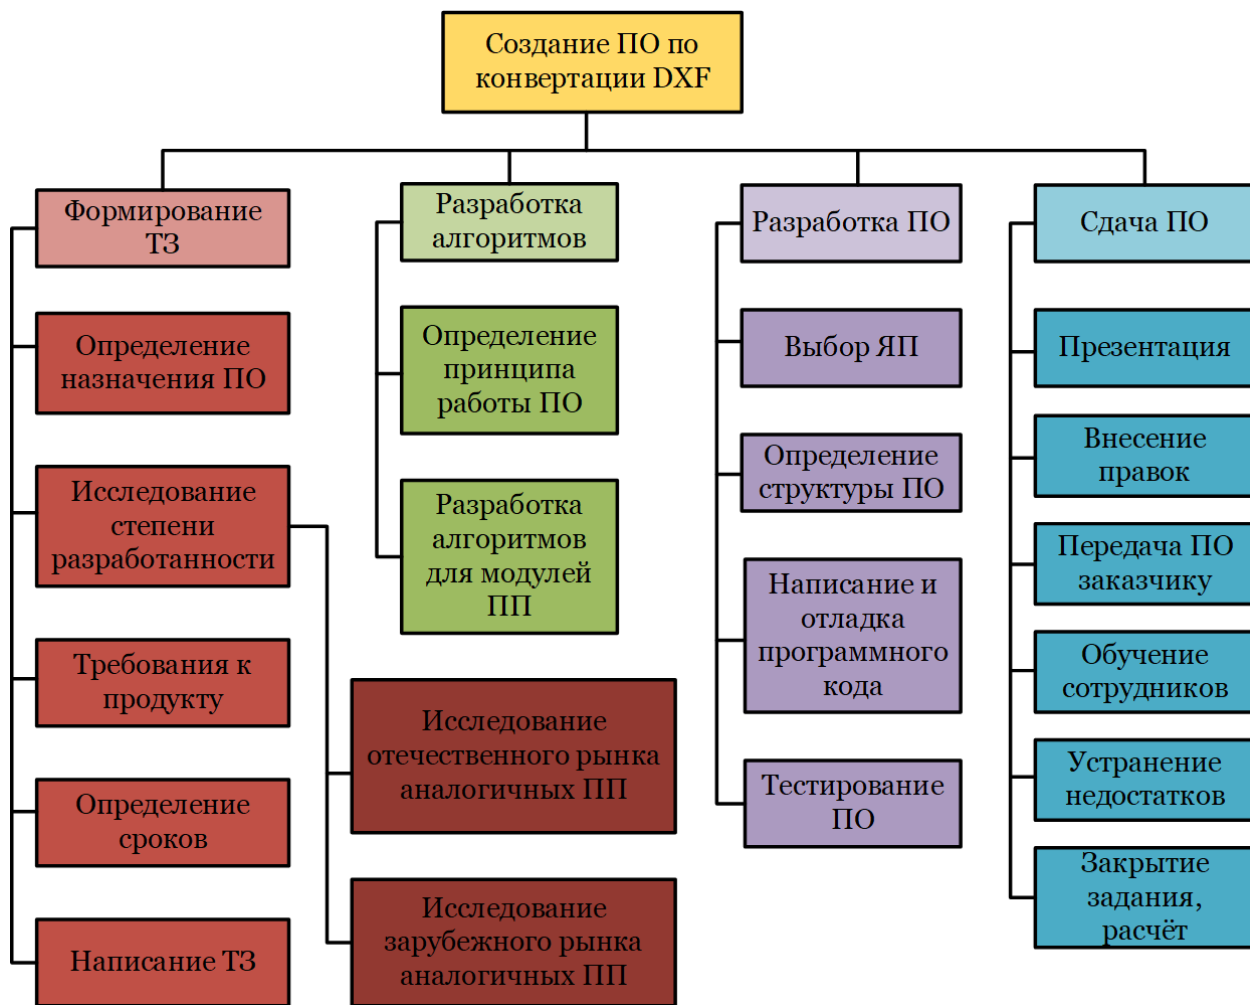 Создание ПО по
конвертации DXF
Формирование
ТЗ
Определение
назначения ПО
Исследование
степени
разработанности
Исследование
отечественного рынка
аналогичных ПП
Исследование
зарубежного рынка
аналогичных ПП
Требования к
продукту
Определение
сроков
Написание ТЗ
Разработка
алгоритмов
Определение
принципа
работы ПО
Разработка
алгоритмов
для модулей
ПП
Разработка ПО
Выбор ЯП
Определение
структуры ПО
Написание и
отладка
программного
кода
Тестирование
ПО
Сдача ПО
Презентация
Внесение
правок
Передача ПО
заказчику
Обучение
сотрудников
Устранение
недостатков
Закрытие
задания,
расчёт